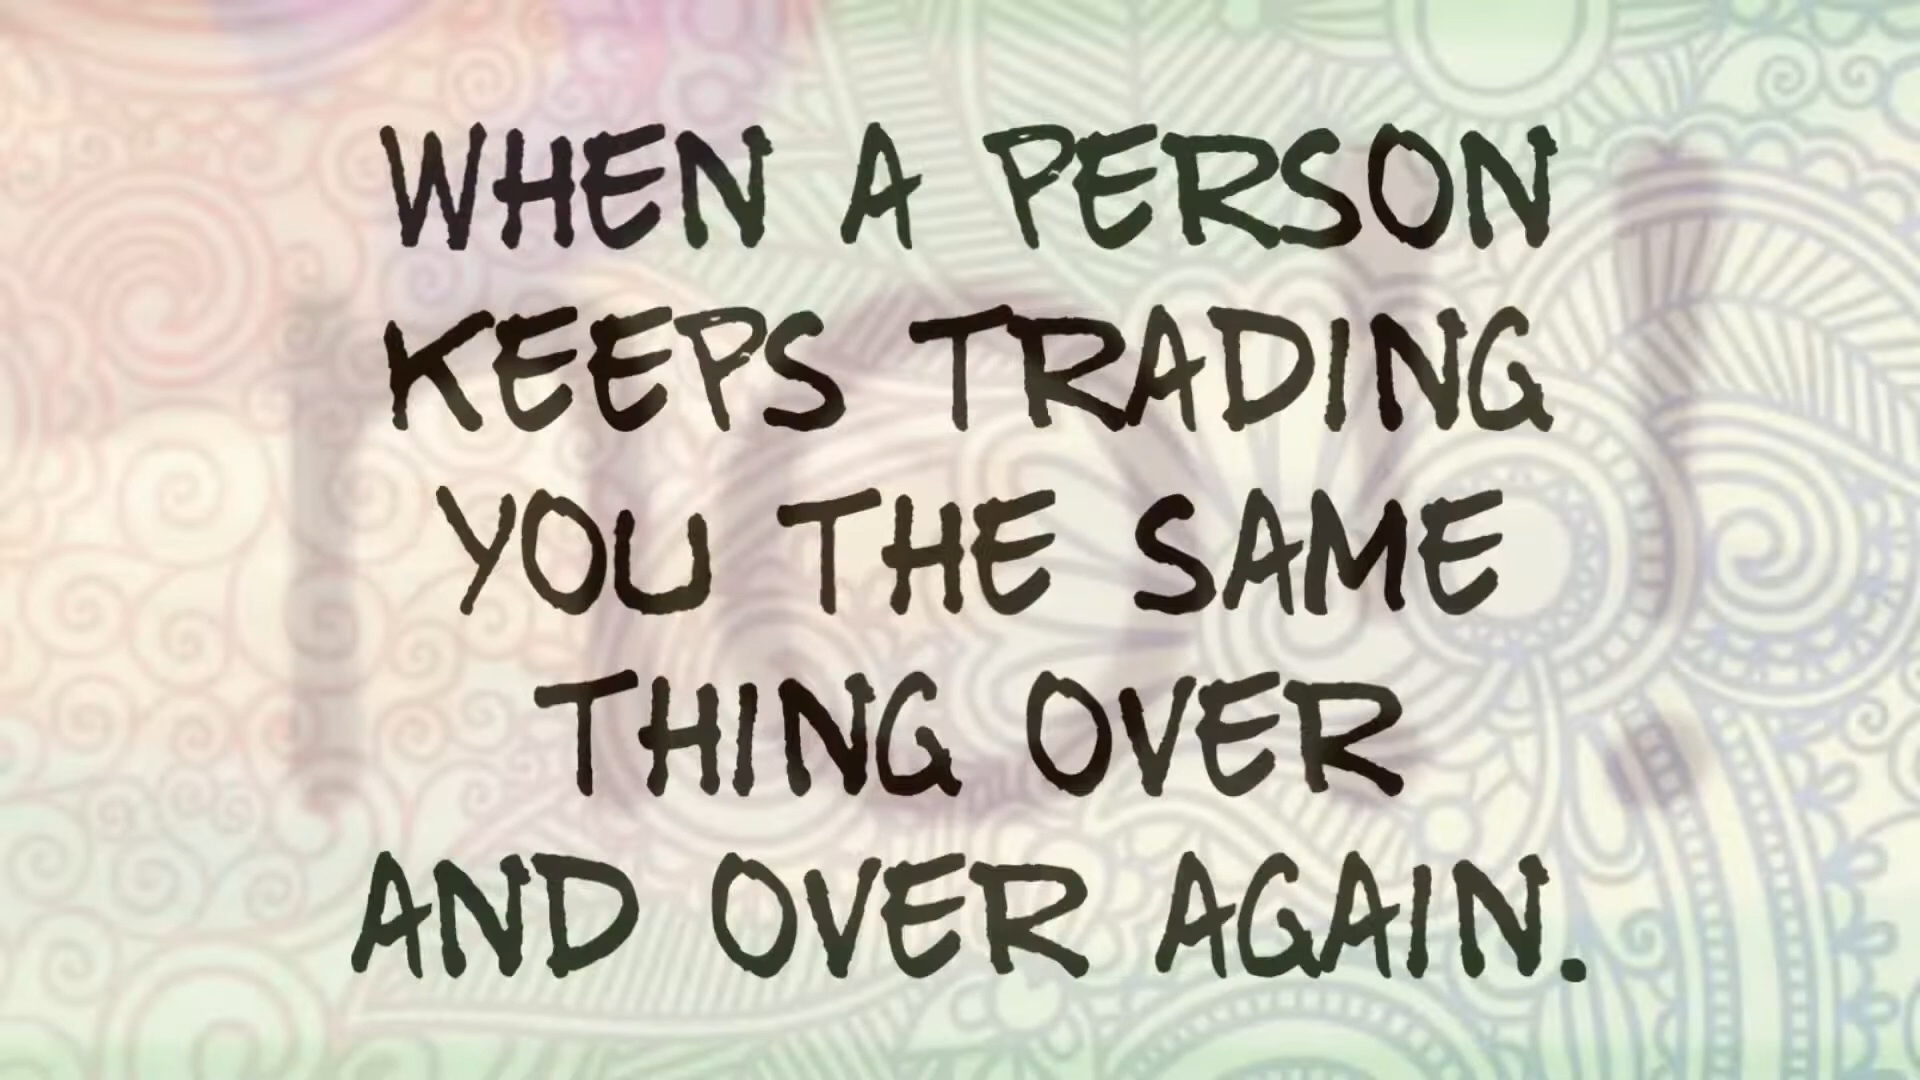 WHEN A PERSON
KEEPS TRADING
YOU THE SAME
THING OVER
AND OVER AGAIN.